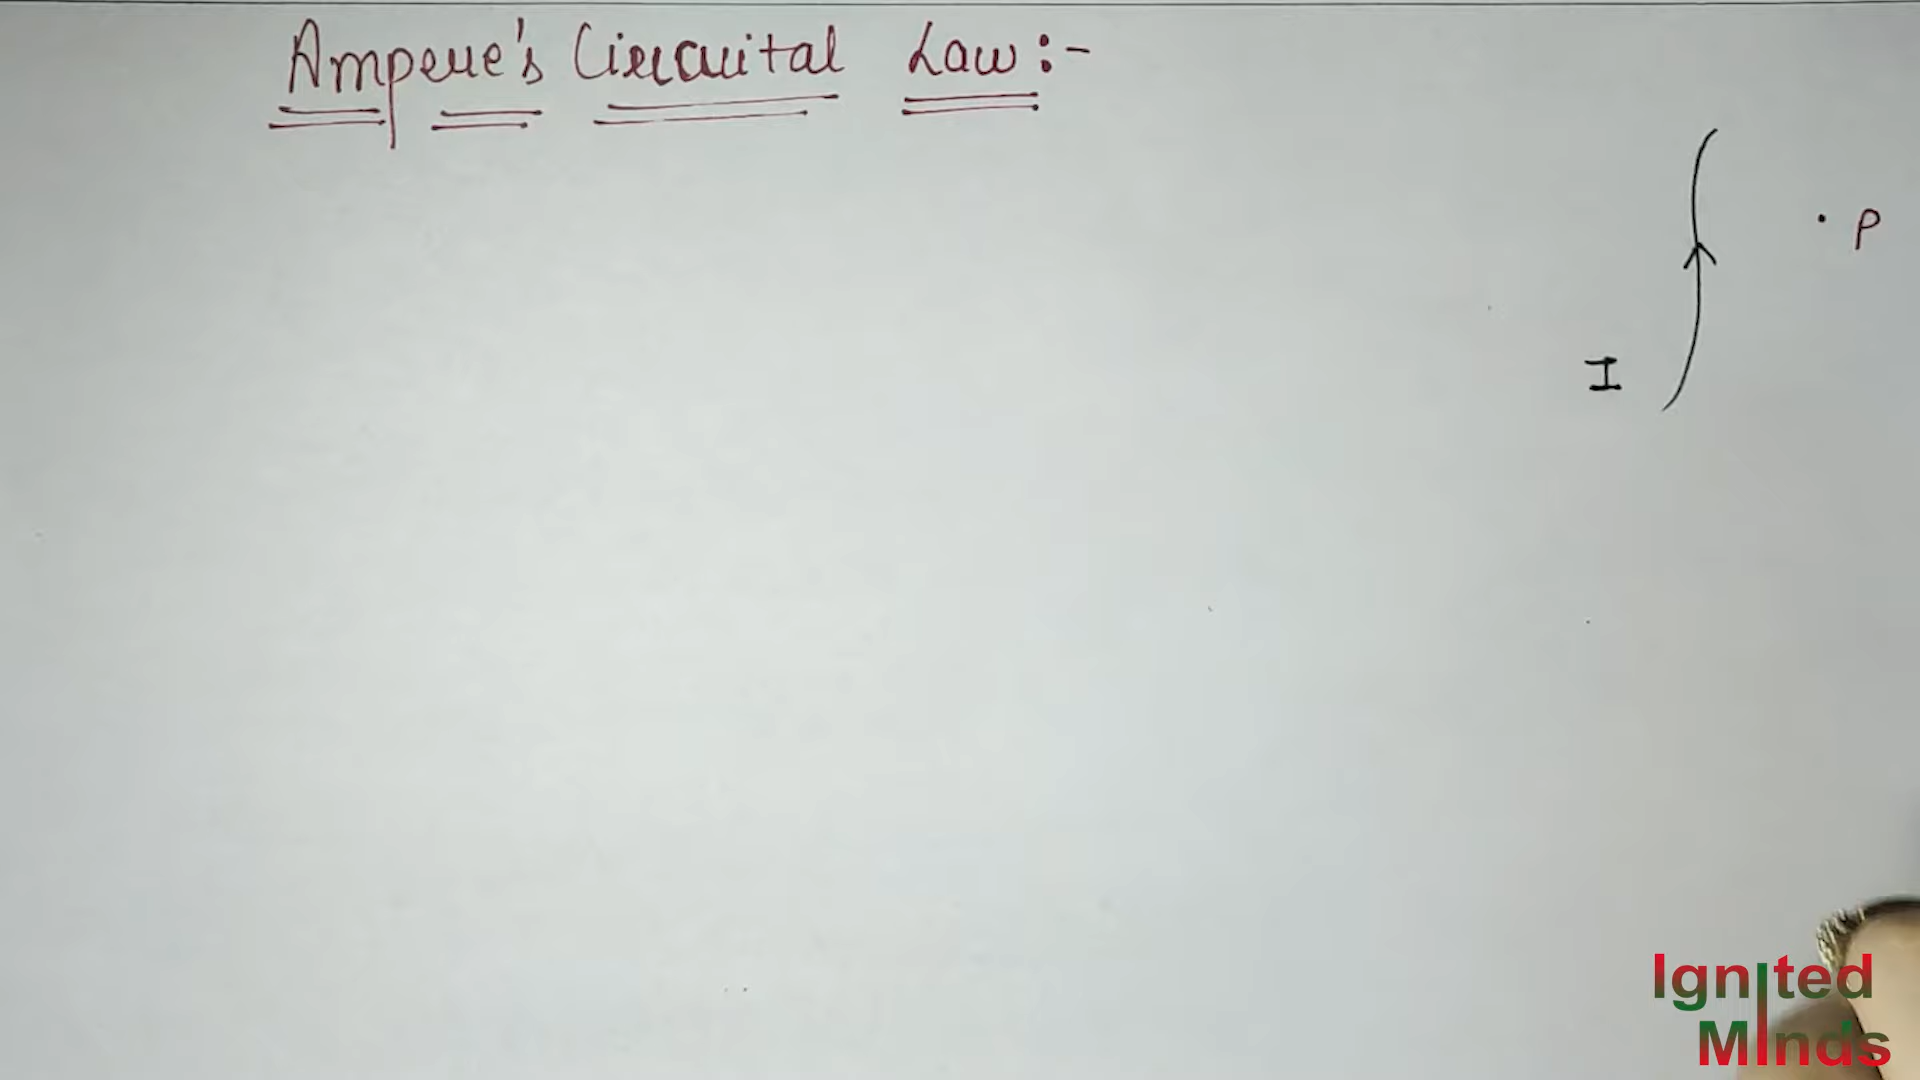 Ampere's Circuital Law:-
. P
I
Ignited
Minds